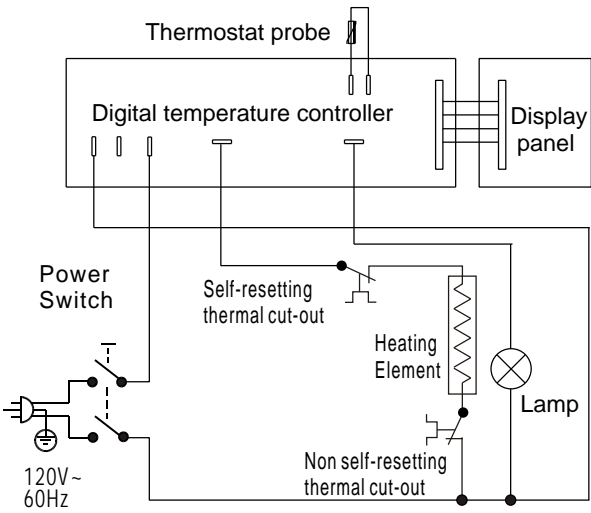 Thermostat probe
Digital temperature controller
Display
panel
Power
Switch
Self-resetting
thermal cut-out
Heating
Element
Lamp
Non self-resetting
thermal cut-out
120V~
60Hz